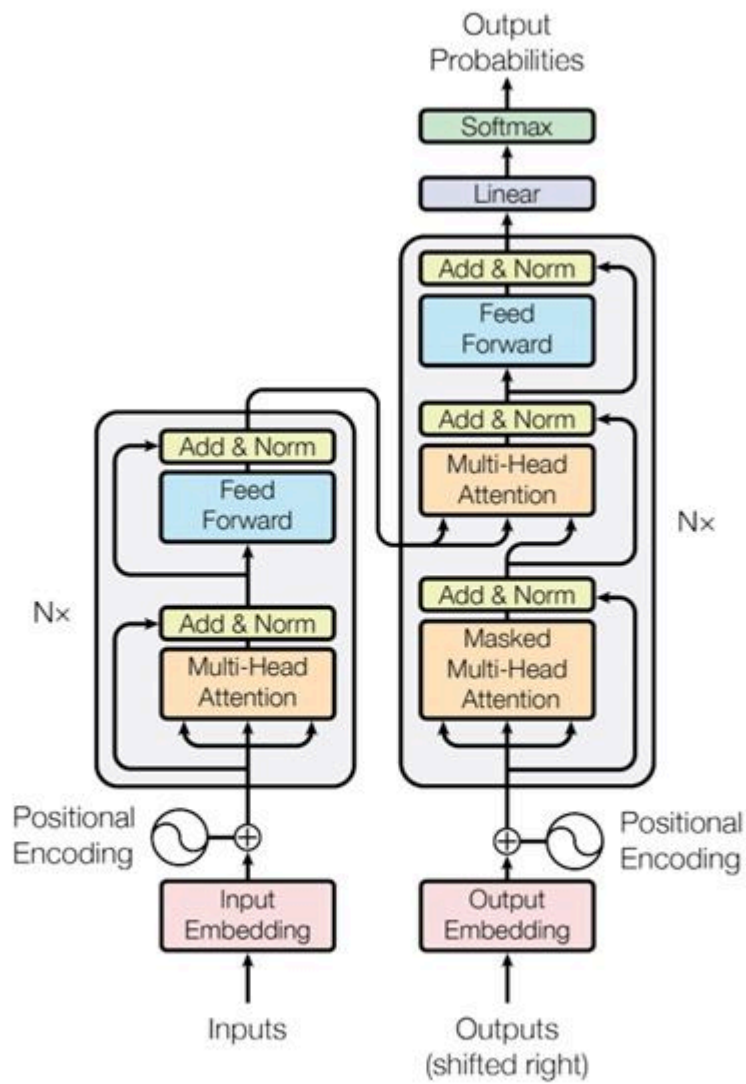 Output
Probabilities
Softmax
Linear
Add & Norm
Feed
Forward
Add & Norm
Multi-Head
Attention
Add & Norm
Masked
Multi-Head
Attention
N×
Add & Norm
Feed
Forward
Add & Norm
Multi-Head
Attention
N×
Positional
Encoding
Positional
Encoding
Input
Embedding
Output
Embedding
Inputs
Outputs
(shifted right)